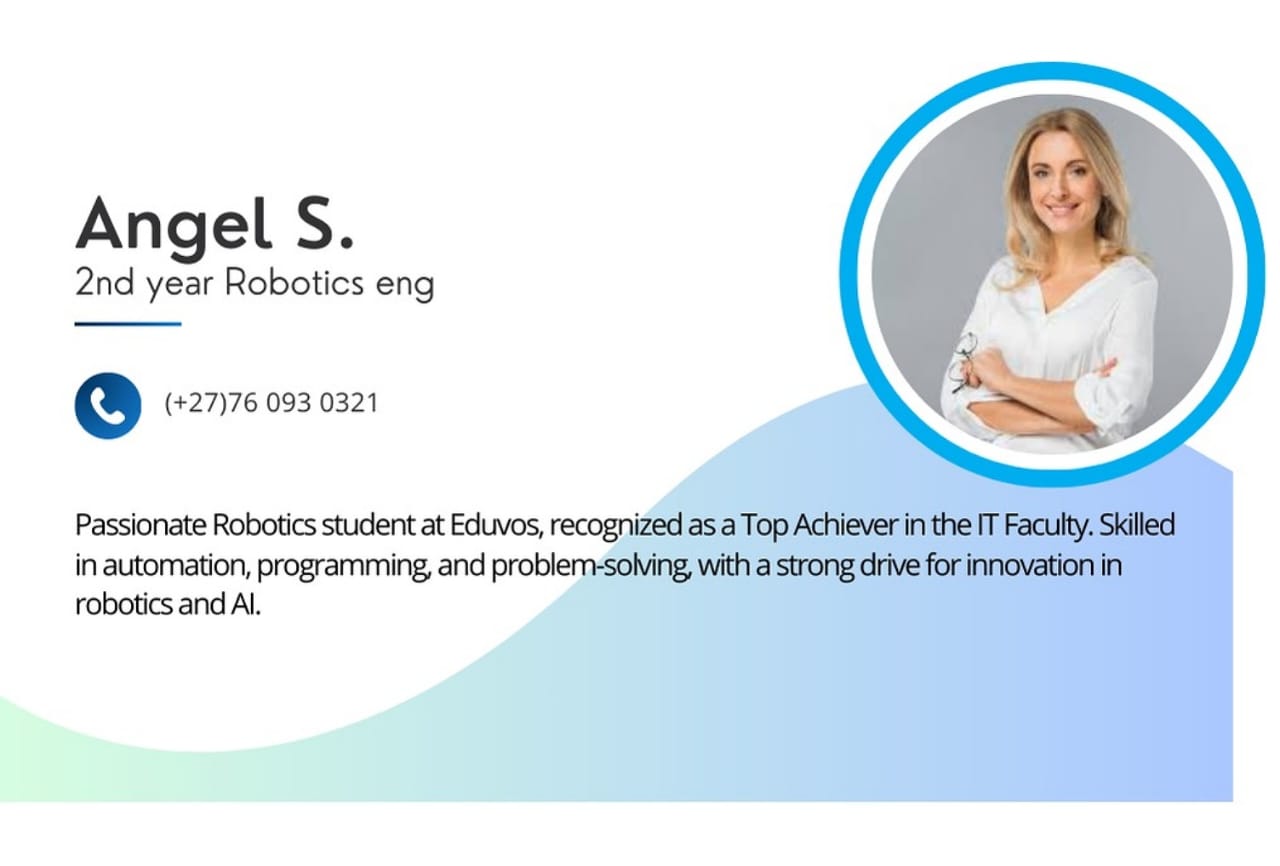 Angel S.
2nd year Robotics eng
(+27)76 093 0321
Passionate Robotics student at Eduvos, recognized as a Top Achiever in the IT Faculty. Skilled
in automation, programming, and problem-solving, with a strong drive for innovation in
robotics and AI.